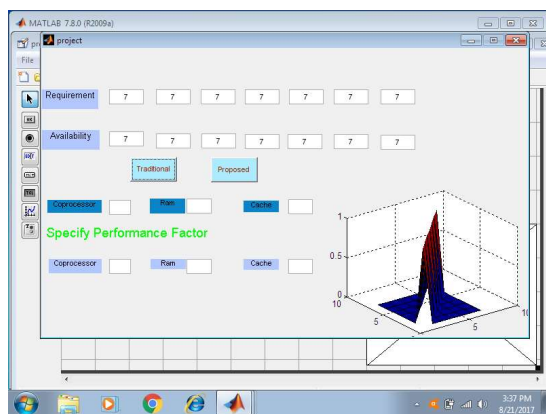 MATLAB 7.8.0 (R2009a)
project
File
Requirement 7 7 7 7 7 7 7
Availability 7 7 7 7 7 7 7
Traditional Proposed
Coprocessor Ram Cache
Specify Performance Factor
Coprocessor Ram Cache
1
0.5
0
10
5
5
10
3:37 PM
8/21/2017